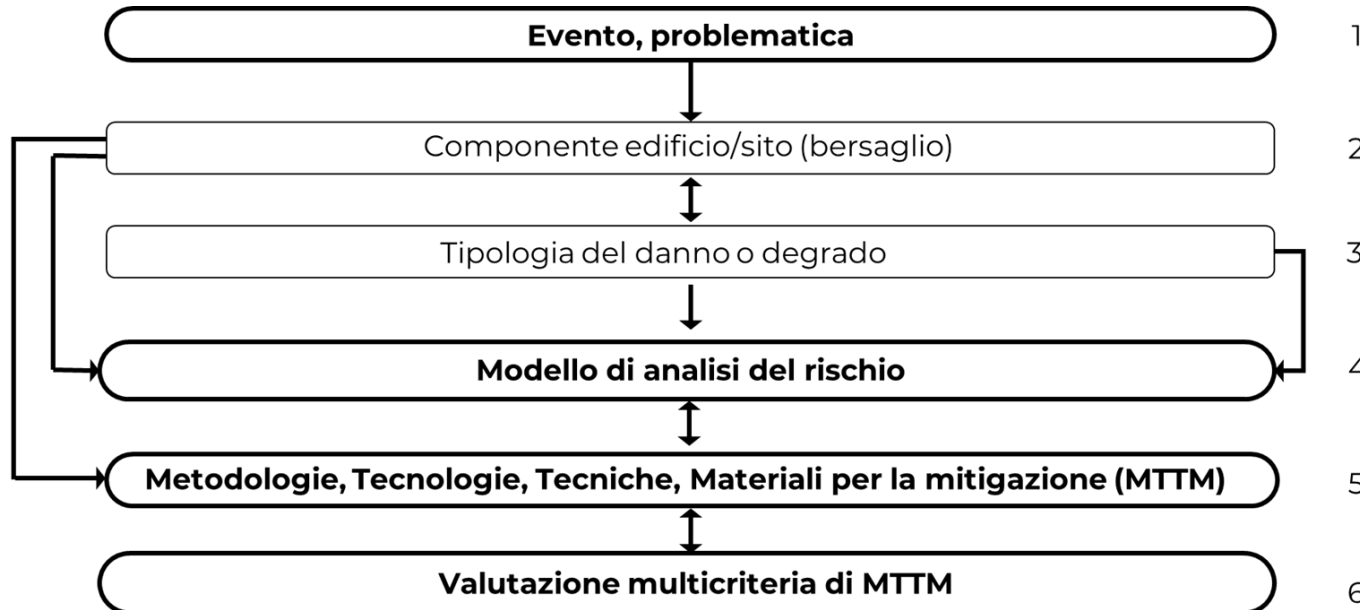 Evento, problematica
1
Componente edificio/sito (bersaglio)
2
Tipologia del danno o degrado
3
Modello di analisi del rischio
4
Metodologie, Tecnologie, Tecniche, Materiali per la mitigazione (MTTM)
5
Valutazione multicriteria di MTTM
6